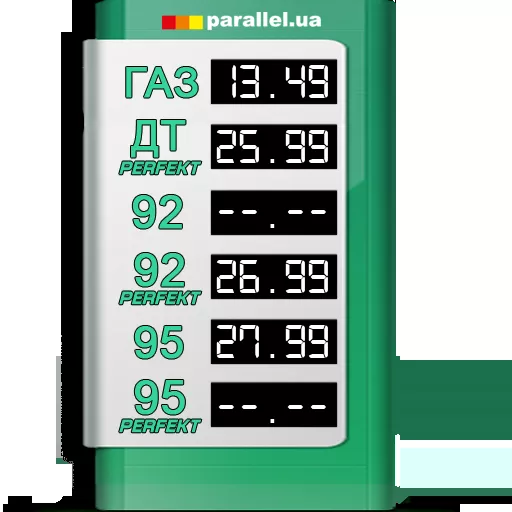 parallel.ua
ГАЗ 13.49
ДТ PERFEKT 25.99
92 --.--
92 PERFEKT 26.99
95 27.99
95 PERFEKT --.--